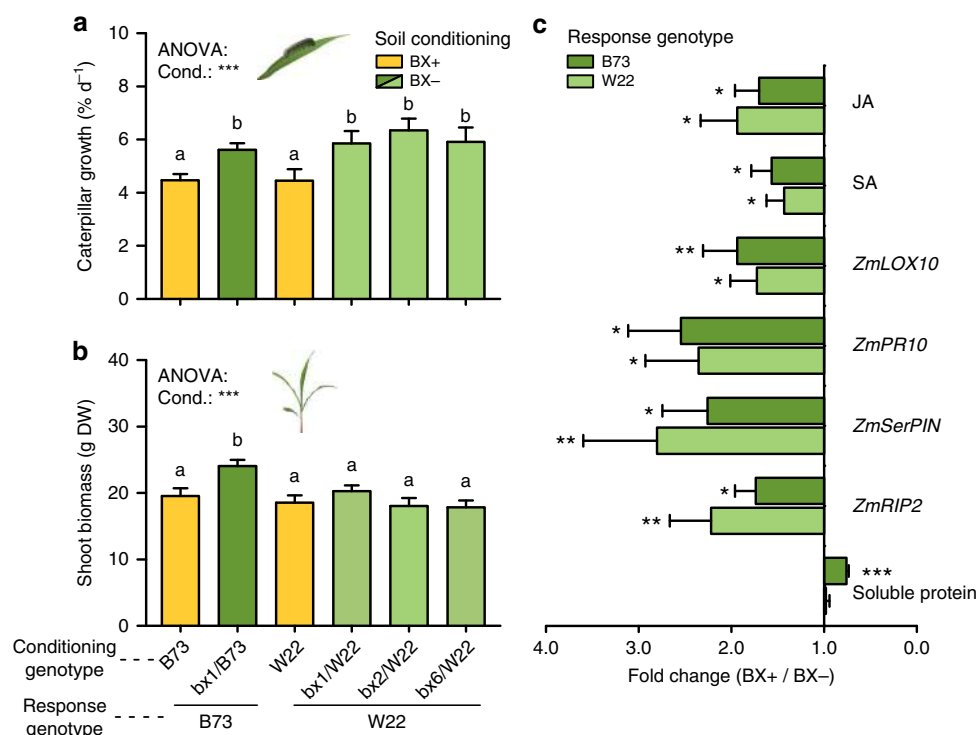 a
ANOVA:
Cond.: ***
Soil conditioning
BX+
BX–
Caterpillar growth (% d–1)
10
8
6
4
2
0
a
b
a
b
b
b
b
ANOVA:
Cond.: ***
Shoot biomass (g DW)
40
30
20
10
0
a
b
a
a
a
a
Conditioning genotype
B73
bx1/B73
W22
bx1/W22
bx2/W22
bx6/W22
Response genotype
B73
W22
c
Response genotype
B73
W22
*
*
JA
*
*
SA
**
*
ZmLOX10
*
*
ZmPR10
*
**
ZmSerPIN
*
**
ZmRIP2
***
Soluble protein
4.0 3.0 2.0 1.0 0.0
Fold change (BX+ / BX–)